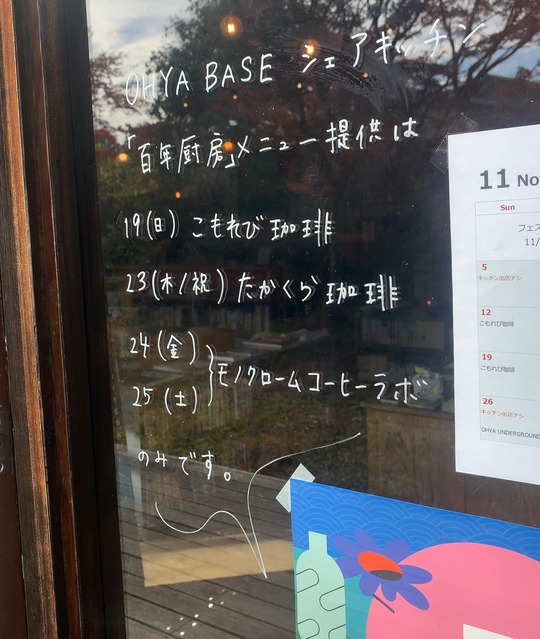 OHYA BASE シェアキッチン
「百年厨房」メニュー提供は
19(日) こもれび珈琲
23(木/祝) たかくら珈琲
24(金)
25(土)
モノクロームコーヒーラボ
のみです。
11 No
Sun
フェス
11/
5
キッチン出店ナシ
12
こもれび珈琲
19
こもれび珈琲
26
キッチン出店ナシ
OHYA UNDERGROUND